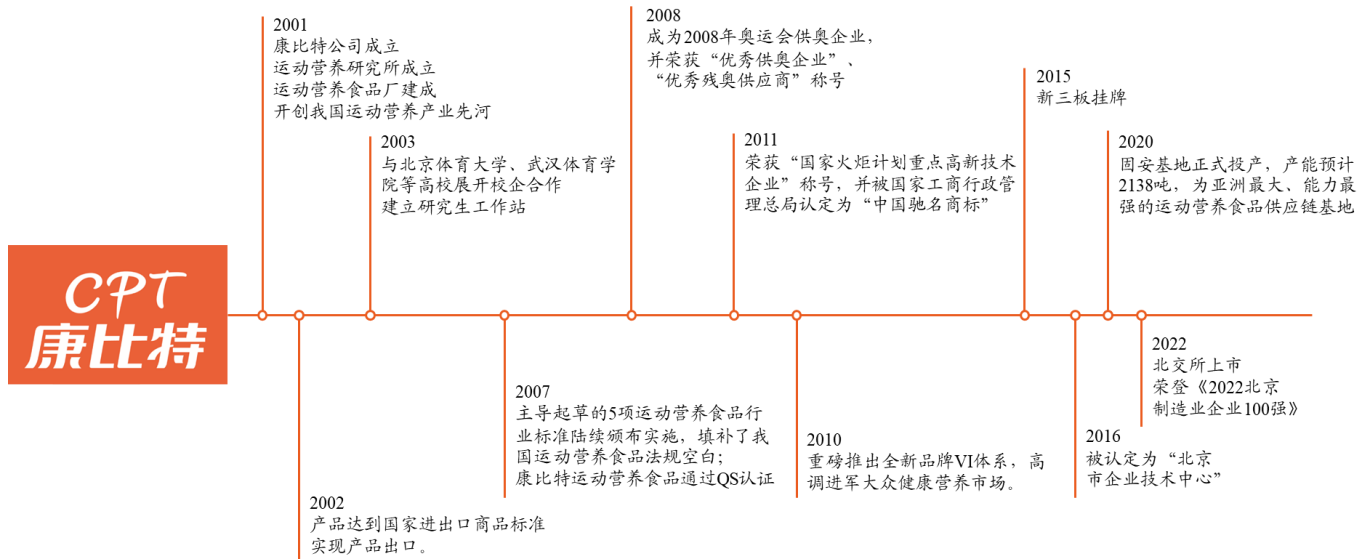 CPT
康比特
2001
康比特公司成立
运动营养研究所成立
运动营养食品厂建成
开创我国运动营养产业先河
2002
产品达到国家进出口商品标准
实现产品出口。
2003
与北京体育大学、武汉体育学
院等高校展开校企合作
建立研究生工作站
2007
主导起草的5项运动营养食品行
业标准陆续颁布实施，填补了我
国运动营养食品法规空白；
康比特运动营养食品通过QS认证
2008
成为2008年奥运会供奥企业，
并荣获“优秀供奥企业”、
“优秀残奥供应商”称号
2011
荣获“国家火炬计划重点高新技术
企业”称号，并被国家工商行政管
理总局认定为“中国驰名商标”
2010
重磅推出全新品牌VI体系，高
调进军大众健康营养市场。
2015
新三板挂牌
2016
被认定为“北京
市企业技术中心”
2020
固安基地正式投产，产能预计
2138吨，为亚洲最大、能力最
强的运动营养食品供应链基地
2022
北交所上市
荣登《2022北京
制造业企业100强》